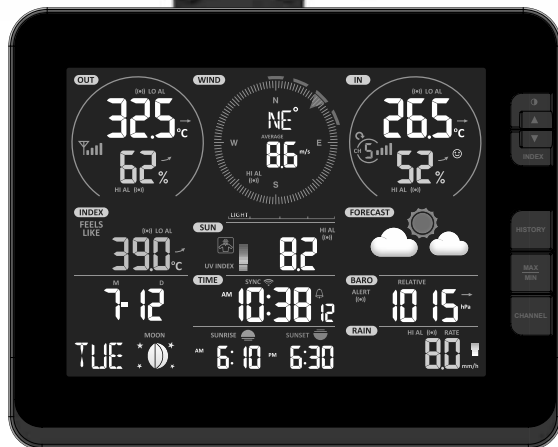 OUT
((•)) LO AL
32.5 °C
62 %
HI AL ((•))
WIND
N
NE°
W
E
AVERAGE
8.6 m/s
HI AL
((•))
S
IN
((•)) LO AL
26.5 °C
CH 5
52 %
HI AL ((•))
INDEX
HISTORY
MAX
MIN
CHANNEL
INDEX
FEELS
LIKE
((•)) LO AL
39.0 °C
LIGHT
SUN
HI AL
((•))
UV INDEX
8.2
FORECAST
M D
7-12
TIME
SYNC
AM 10:38 12
BARO
RELATIVE
ALERT
((•))
1015 hPa
MOON
TUE
SUNRISE
AM 6:10
SUNSET
PM 6:30
RAIN
HI AL ((•)) RATE
8.0 mm/h